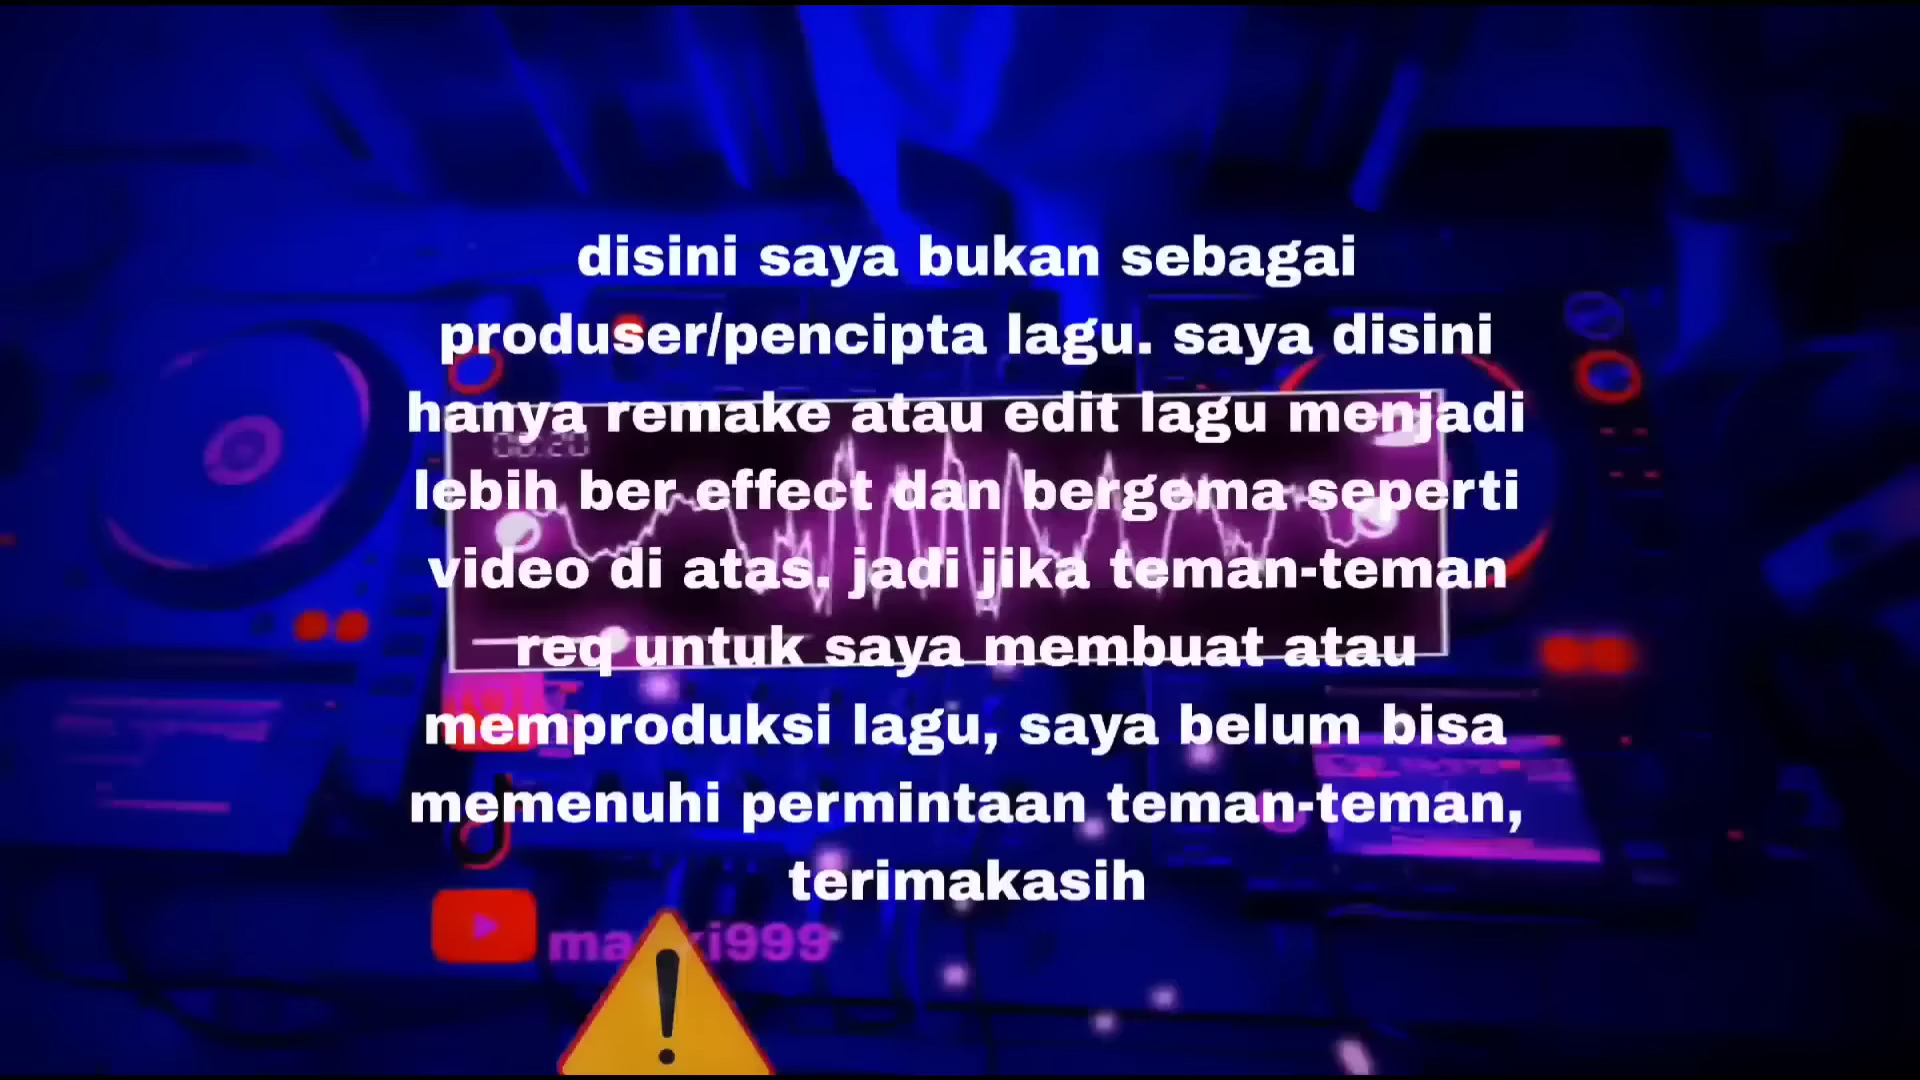 disini saya bukan sebagai
produser/pencipta lagu. saya disini
hanya remake atau edit lagu menjadi
lebih ber effect dan bergema seperti
video di atas. jadi jika teman-teman
req untuk saya membuat atau
memproduksi lagu, saya belum bisa
memenuhi permintaan teman-teman,
terimakasih